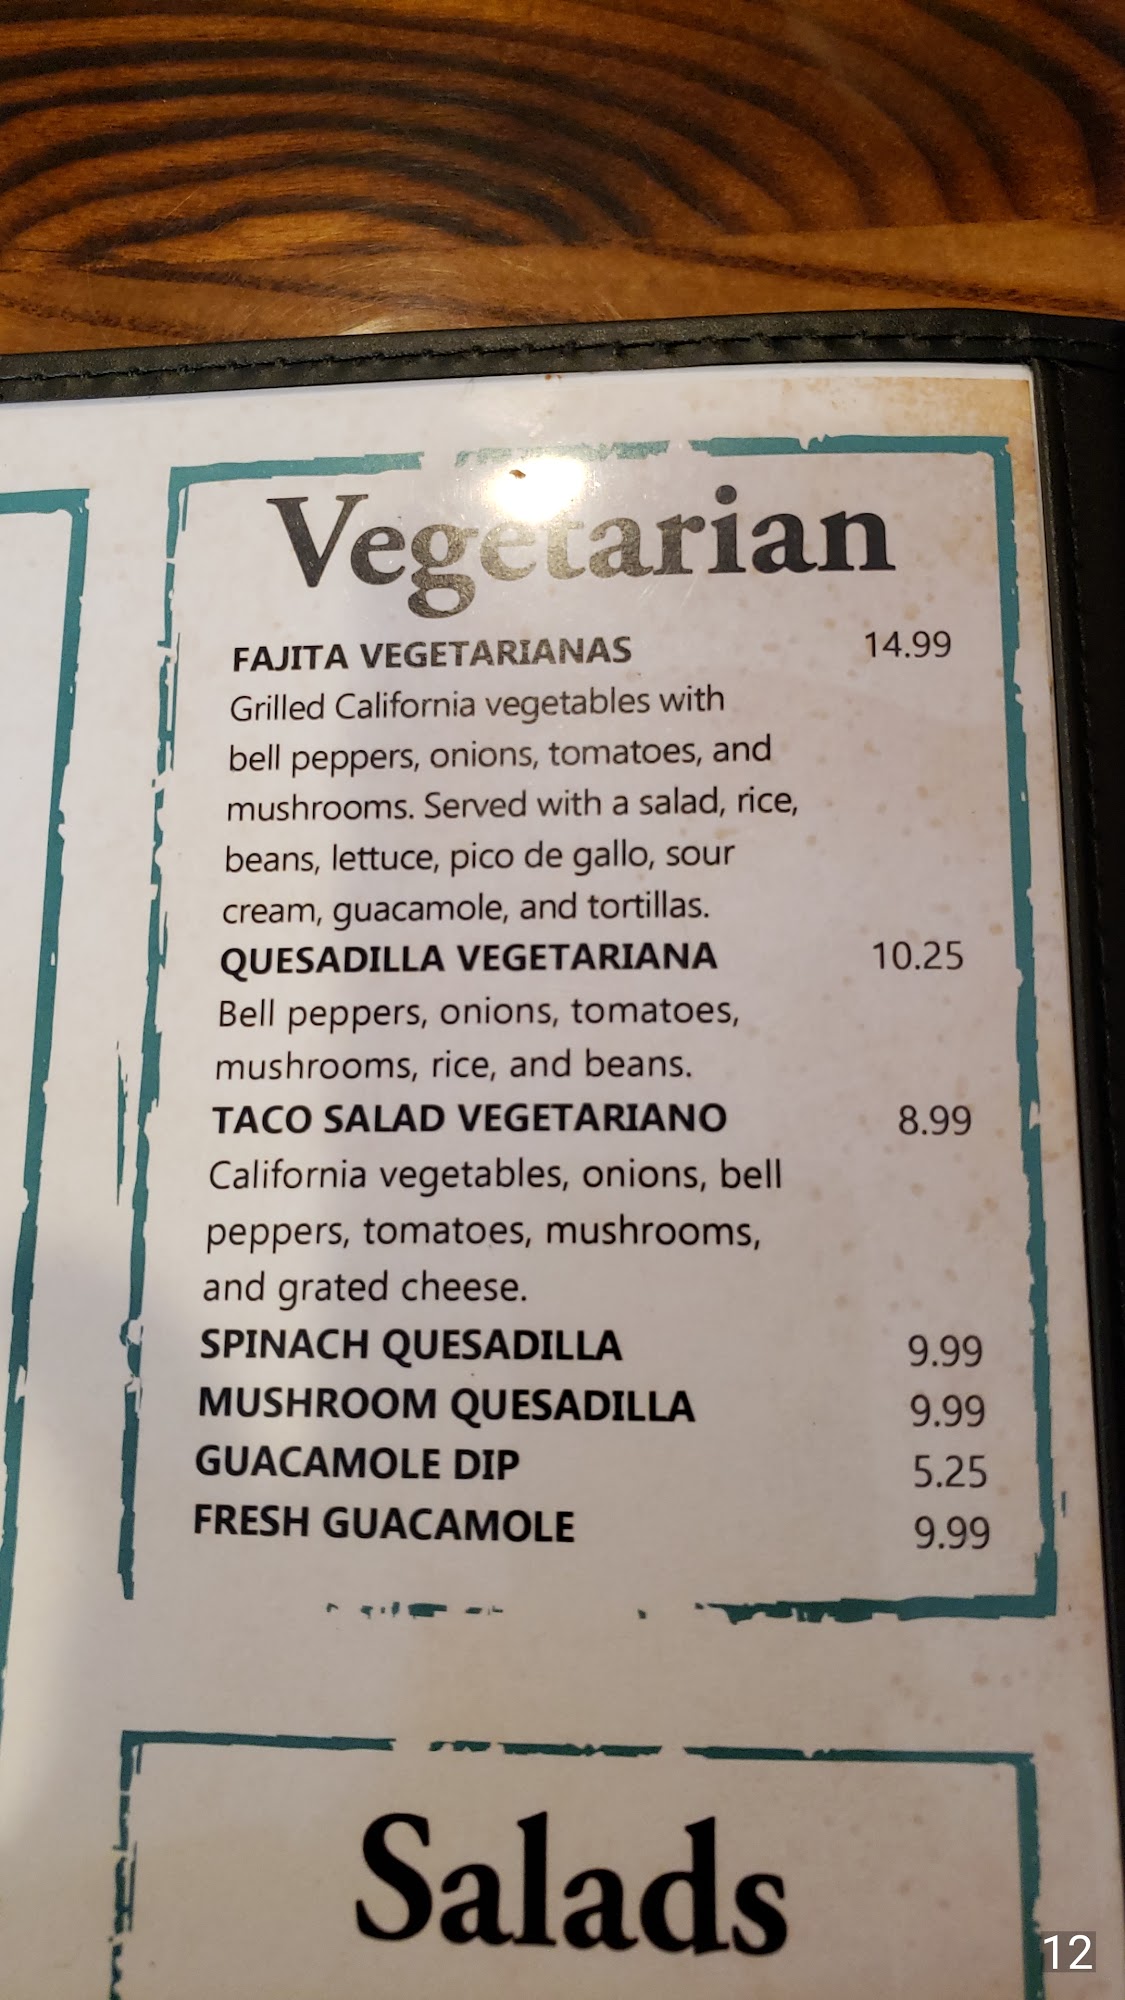 Vegetarian
FAJITA VEGETARIANAS 14.99
Grilled California vegetables with
bell peppers, onions, tomatoes, and
mushrooms. Served with a salad, rice,
beans, lettuce, pico de gallo, sour
cream, guacamole, and tortillas.
QUESADILLA VEGETARIANA 10.25
Bell peppers, onions, tomatoes,
mushrooms, rice, and beans.
TACO SALAD VEGETARIANO 8.99
California vegetables, onions, bell
peppers, tomatoes, mushrooms,
and grated cheese.
SPINACH QUESADILLA 9.99
MUSHROOM QUESADILLA 9.99
GUACAMOLE DIP 5.25
FRESH GUACAMOLE 9.99
Salads
12